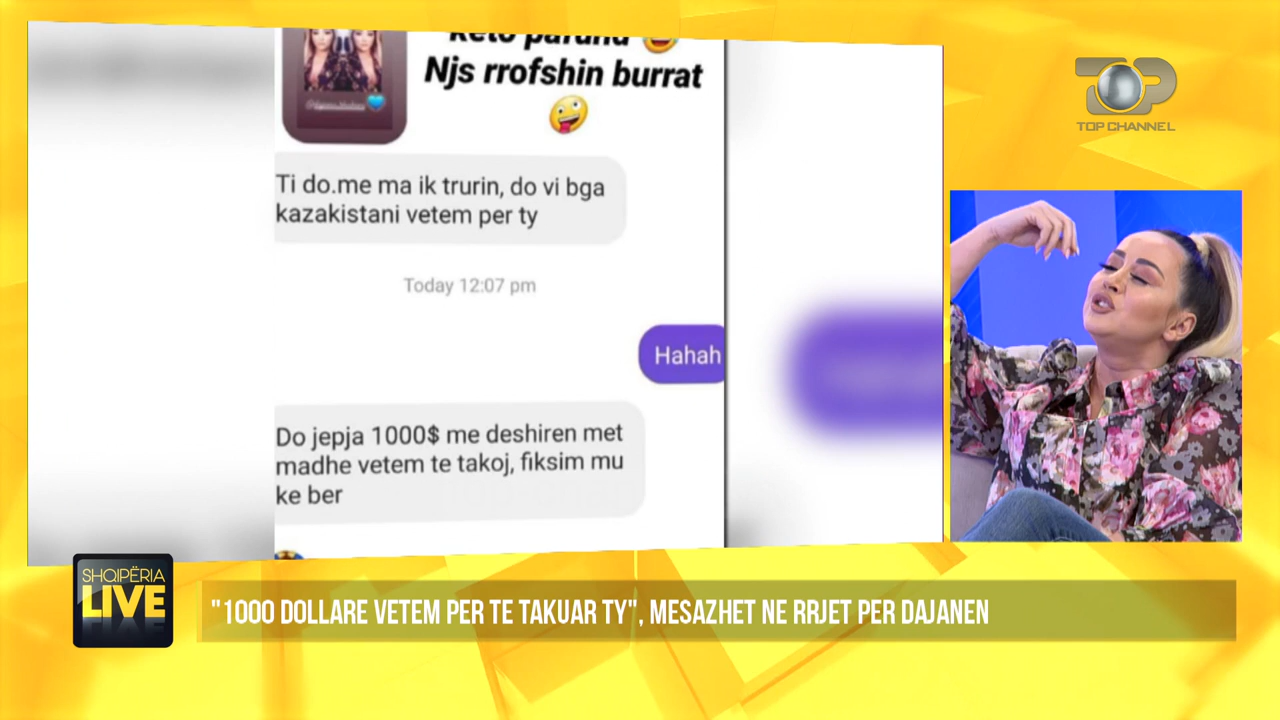 keto parura
Njs rrofshin burrat
Ti do.me ma ik trurin, do vi bga
kazakistani vetem per ty
Today 12:07 pm
Hahah
Do jepja 1000$ me deshiren met
madhe vetem te takoj, fiksim mu
ke ber
TOP CHANNEL
SHQIPËRIA
LIVE
"1000 DOLLARE VETEM PER TE TAKUAR TY", MESAZHET NE RRJET PER DAJANEN